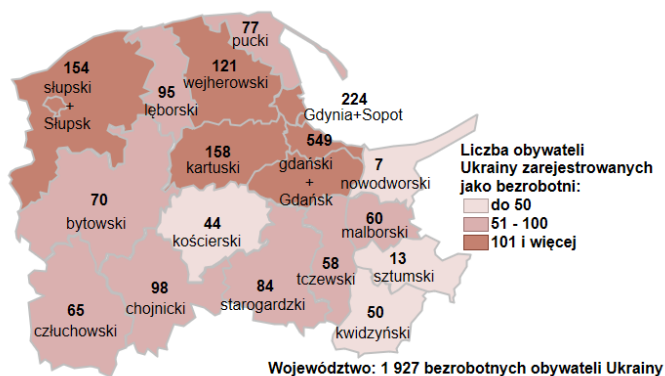 77
pucki
154
słupski
+
Słupsk
95
lęborski
121
wejherowski
224
Gdynia+Sopot
158
kartuski
549
gdański
+
Gdańsk
7
nowodworski
70
bytowski
44
kościerski
60
malborski
13
sztumski
58
tczewski
84
starogardzki
98
chojnicki
65
człuchowski
50
kwidzyński
Liczba obywateli
Ukrainy zarejestrowanych
jako bezrobotni:
do 50
51 - 100
101 i więcej
Województwo: 1 927 bezrobotnych obywateli Ukrainy